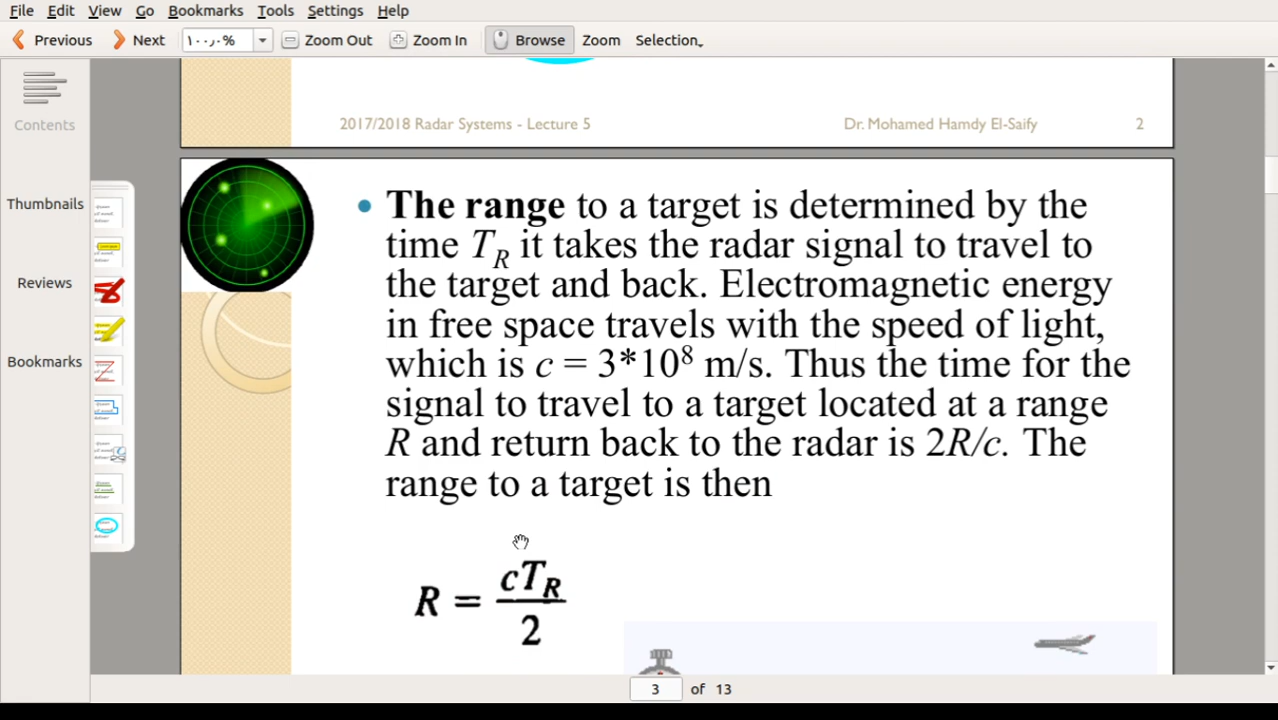 File Edit View Go Bookmarks Tools Settings Help
Previous Next ١٠٠٫٠% Zoom Out Zoom In Browse Zoom Selection
Contents
Thumbnails
Reviews
Bookmarks
2017/2018 Radar Systems - Lecture 5 Dr. Mohamed Hamdy El-Saify 2
• The range to a target is determined by the
time T_R it takes the radar signal to travel to
the target and back. Electromagnetic energy
in free space travels with the speed of light,
which is c = 3*10⁸ m/s. Thus the time for the
signal to travel to a target located at a range
R and return back to the radar is 2R/c. The
range to a target is then
R = cT_R / 2
3 of 13